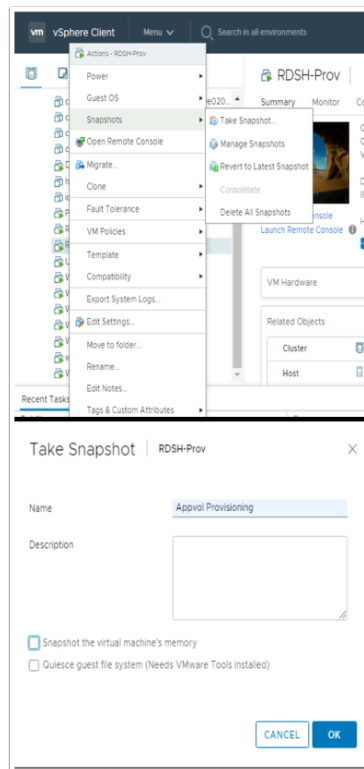 vm vSphere Client Menu Search in all environments
Actions - RDSH-Prov
Power
Guest OS
Snapshots
Open Remote Console
Migrate...
Clone
Fault Tolerance
VM Policies
Template
Compatibility
Export System Logs...
Edit Settings...
Move to folder...
Rename...
Edit Notes...
Tags & Custom Attributes
Take Snapshot...
Manage Snapshots
Revert to Latest Snapshot
Consolidate
Delete All Snapshots
RDSH-Prov
Summary Monitor
Launch Remote Console
VM Hardware
Related Objects
Cluster
Host
Recent Tasks
Take Snapshot RDSH-Prov
Name Appvol Provisioning
Description
Snapshot the virtual machine's memory
Quiesce guest file system (Needs VMware Tools installed)
CANCEL OK